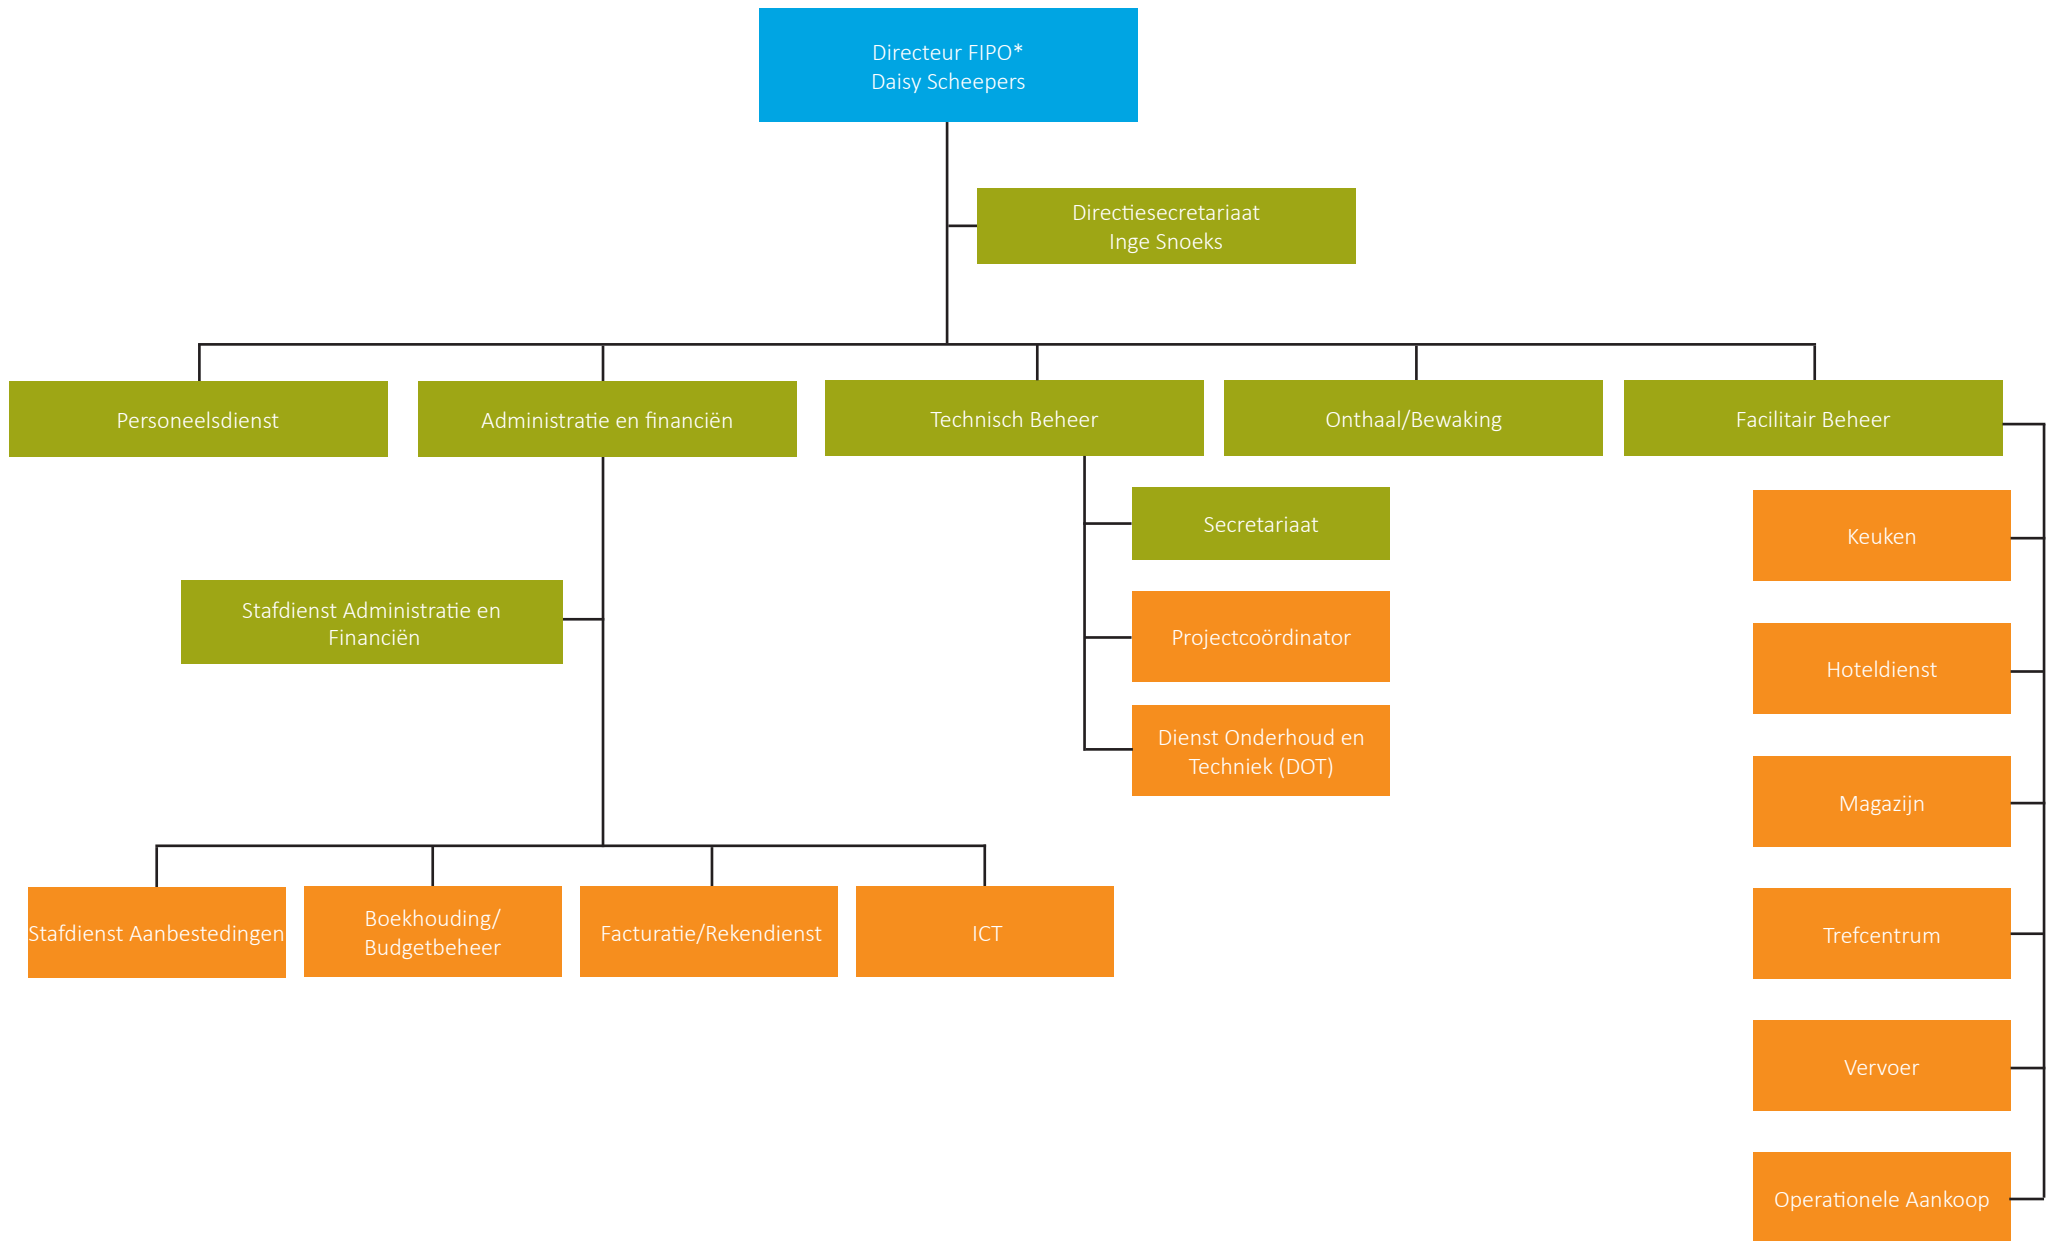 Directeur FIPO*
Daisy Scheepers
Directiesecretariaat
Inge Snoeks
Personeelsdienst
Administratie en financiën
Technisch Beheer
Onthaal/Bewaking
Facilitair Beheer
Secretariaat
Projectcoördinator
Dienst Onderhoud en
Techniek (DOT)
Stafdienst Administratie en
Financiën
Stafdienst Aanbestedingen
Boekhouding/
Budgetbeheer
Facturatie/Rekendienst
ICT
Keuken
Hoteldienst
Magazijn
Trefcentrum
Vervoer
Operationele Aankoop